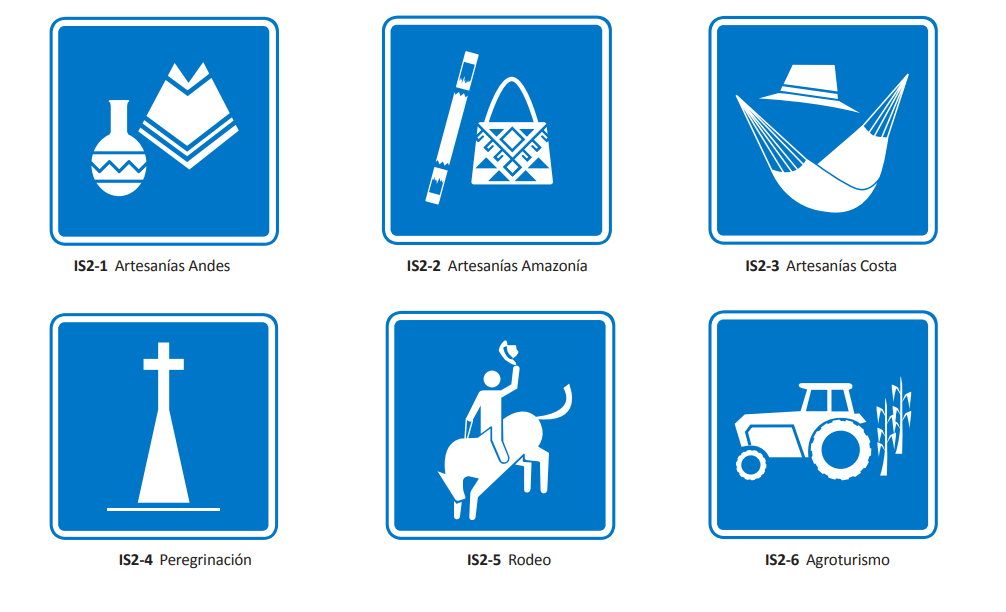 IS2-1 Artesanías Andes
IS2-2 Artesanías Amazonía
IS2-3 Artesanías Costa
IS2-4 Peregrinación
IS2-5 Rodeo
IS2-6 Agroturismo